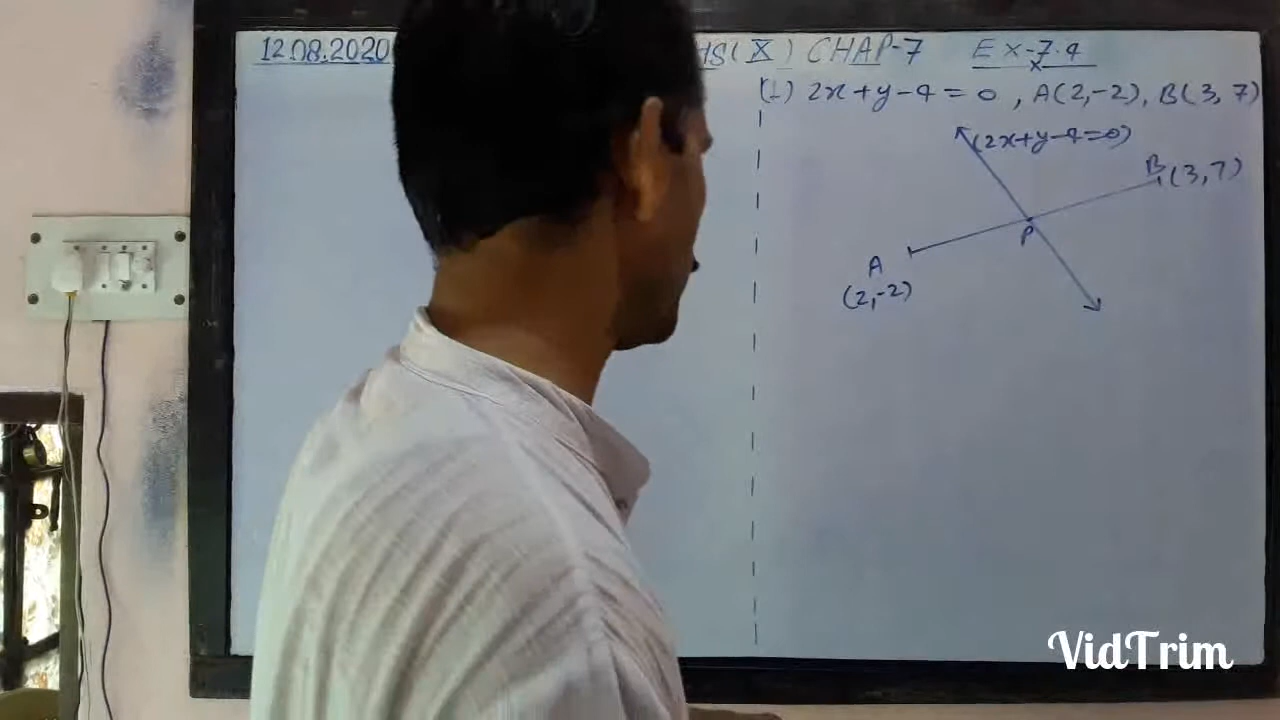 12.08.2020 HS(X) CHAP-7 EX-7.4
(1) 2x+y-4=0, A(2,-2), B(3,7)
(2x+y-4=0)
B(3,7)
P
A
(2,-2)
VidTrim